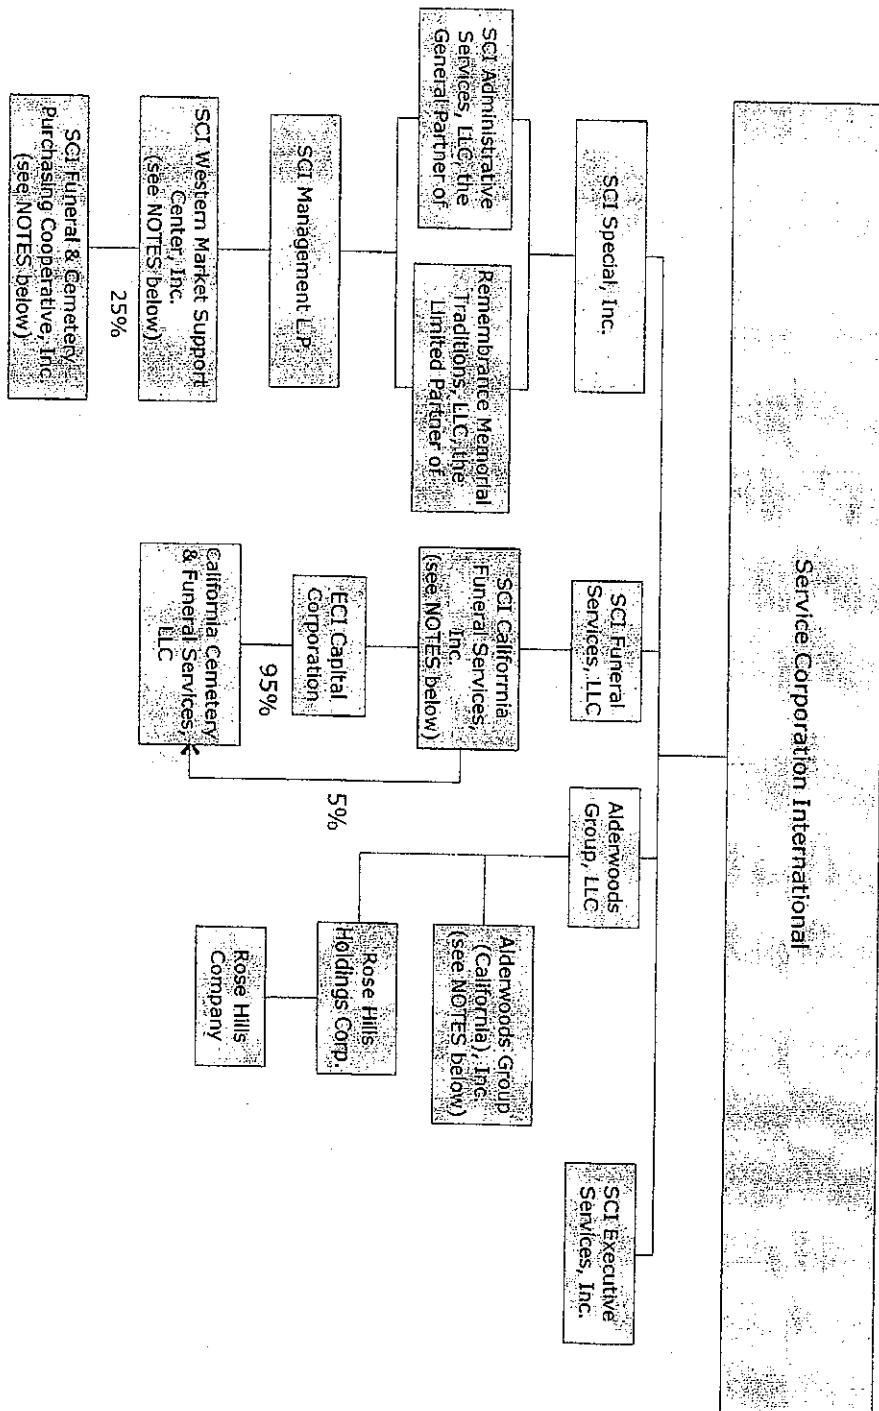 Service Corporation International
SCI Special, Inc.
SCI Administrative
Services, LLC, the
General Partner of
Remembrance Memorial
Traditions, LLC, the
Limited Partner of
SCI Management L.P
SCI Western Market Support
Center, Inc.
(see NOTES below)
25%
SCI Funeral & Cemetery
Purchasing Cooperative, Inc.
(see NOTES below)
SCI Funeral
Services, LLC
SCI California
Funeral Services,
Inc.
(see NOTES below)
ECI Capital
Corporation
95%
5%
California Cemetery
& Funeral Services,
LLC
Alderwoods
Group, LLC
Alderwoods Group
(California), Inc.
(see NOTES below)
Rose Hills
Holdings Corp.
Rose Hills
Company
SCI Executive
Services, Inc.